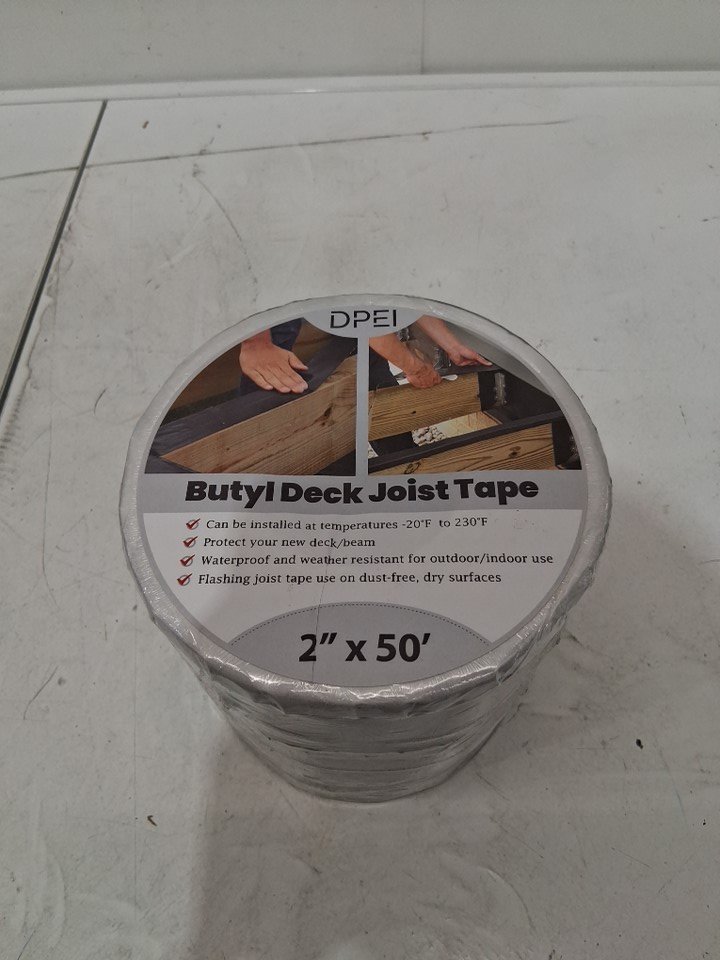 DPEI
Butyl Deck Joist Tape
Can be installed at temperatures -20°F to 230°F
Protect your new deck/beam
Waterproof and weather resistant for outdoor/indoor use
Flashing joist tape use on dust-free, dry surfaces
2" x 50'